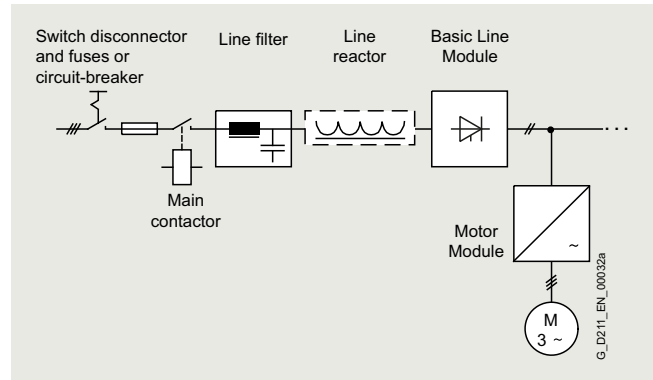 Switch disconnector
and fuses or
circuit-breaker
Line filter
Line
reactor
Basic Line
Module
Main
contactor
Motor
Module
~
M
3 ~
G_D211_EN_00032a